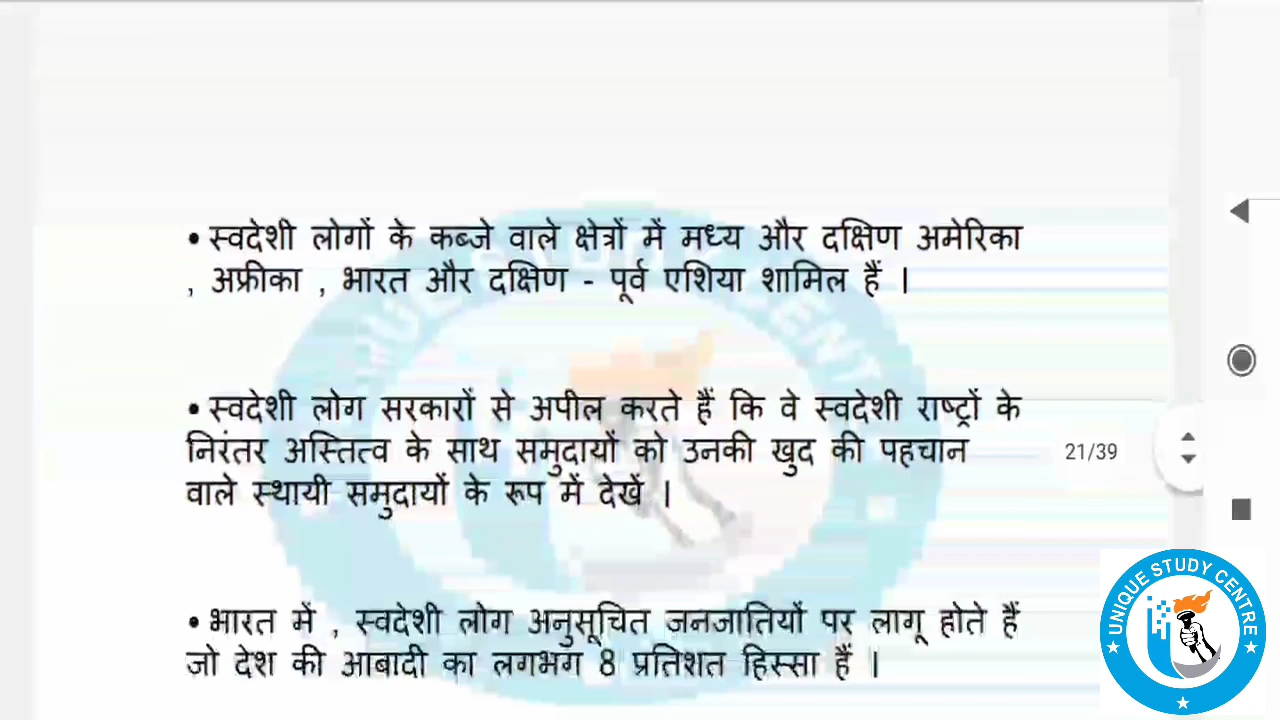 • स्वदेशी लोगों के कब्जे वाले क्षेत्रों में मध्य और दक्षिण अमेरिका
, अफ्रीका , भारत और दक्षिण - पूर्व एशिया शामिल हैं ।
• स्वदेशी लोग सरकारों से अपील करते हैं कि वे स्वदेशी राष्ट्रों के
निरंतर अस्तित्व के साथ समुदायों को उनकी खुद की पहचान
वाले स्थायी समुदायों के रूप में देखें ।
21/39
• भारत में , स्वदेशी लोग अनुसूचित जनजातियों पर लागू होते हैं
जो देश की आबादी का लगभग 8 प्रतिशत हिस्सा हैं ।
UNIQUE STUDY CENTRE